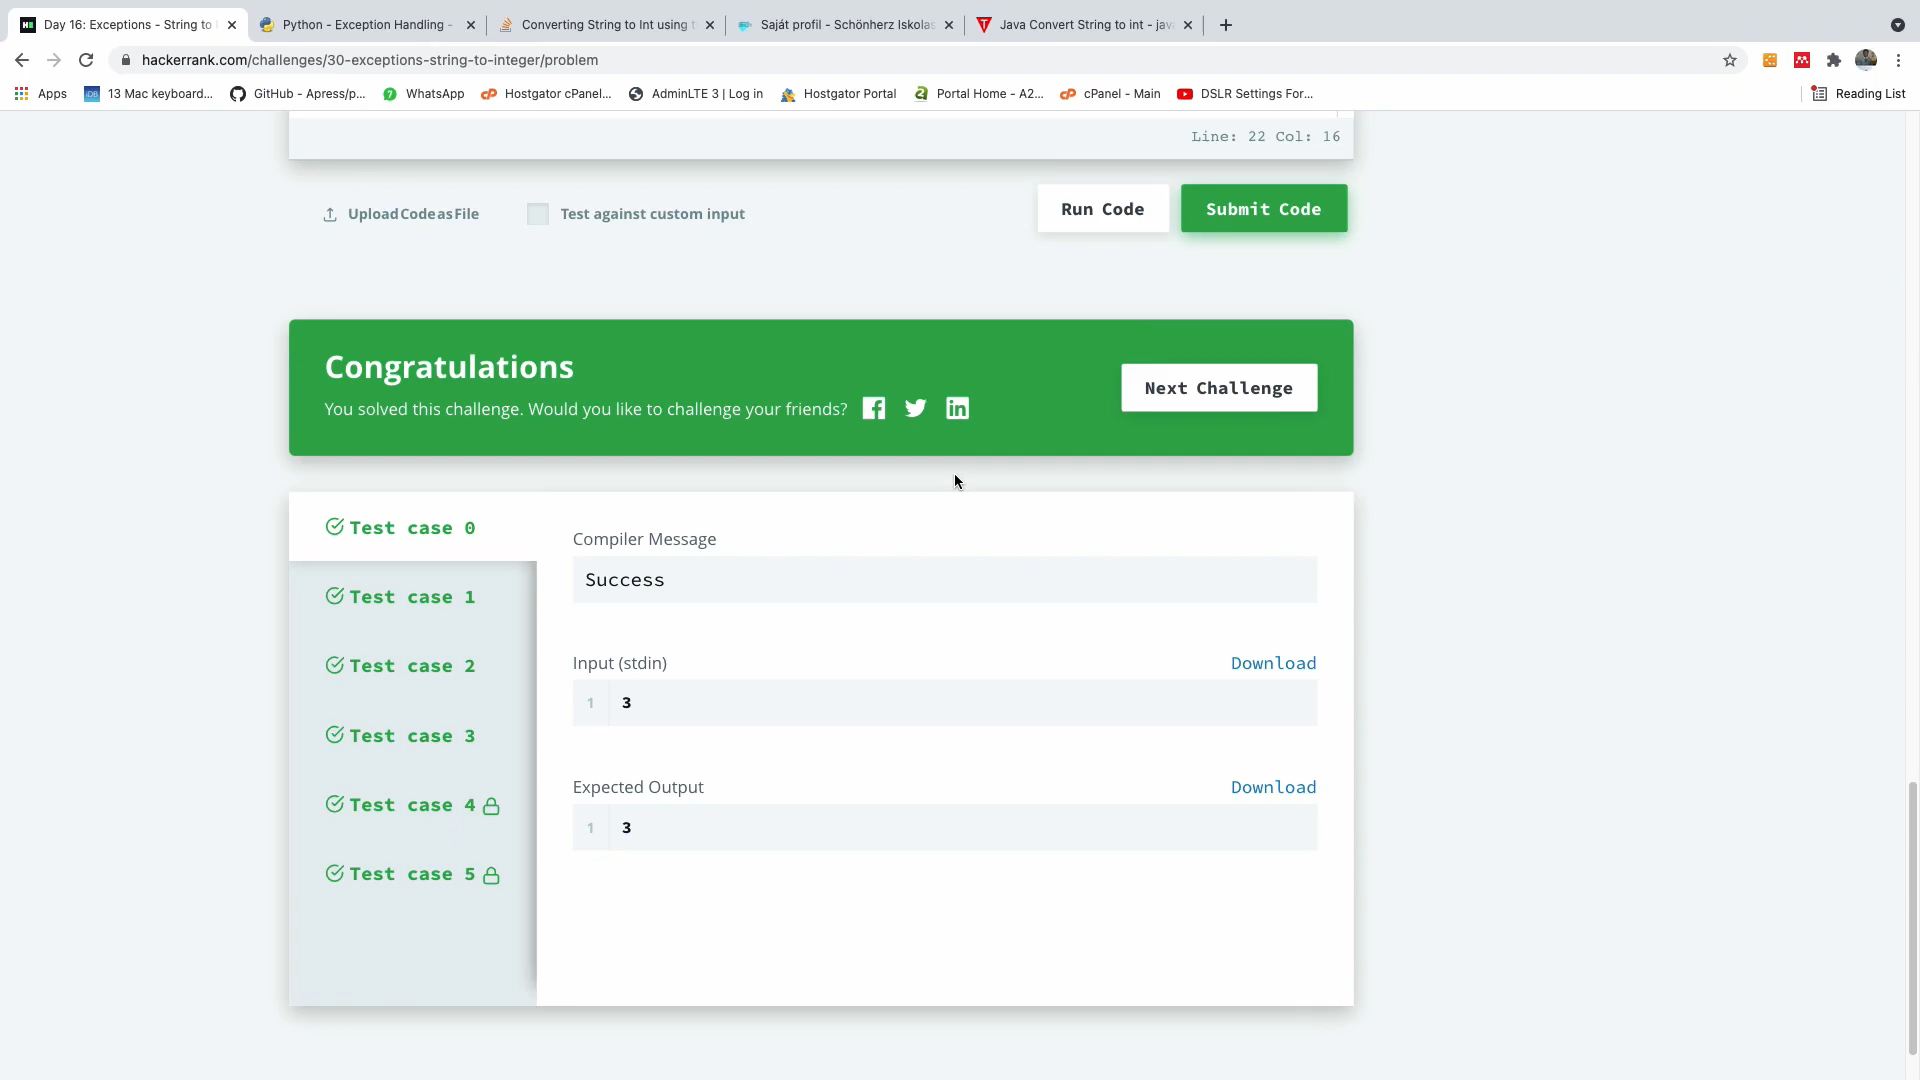 Day 16: Exceptions - String to
Python - Exception Handling -
Converting String to Int using t
Saját profil - Schönherz Iskolas
Java Convert String to int - jav
hackerrank.com/challenges/30-exceptions-string-to-integer/problem
Apps
13 Mac keyboard...
GitHub - Apress/p...
WhatsApp
Hostgator cPanel...
AdminLTE 3 | Log in
Hostgator Portal
Portal Home - A2...
cPanel - Main
DSLR Settings For...
Reading List
Line: 22 Col: 16
Upload Code as File
Test against custom input
Run Code
Submit Code
Congratulations
You solved this challenge. Would you like to challenge your friends?
Next Challenge
Test case 0
Test case 1
Test case 2
Test case 3
Test case 4
Test case 5
Compiler Message
Success
Input (stdin)
Download
1 3
Expected Output
Download
1 3